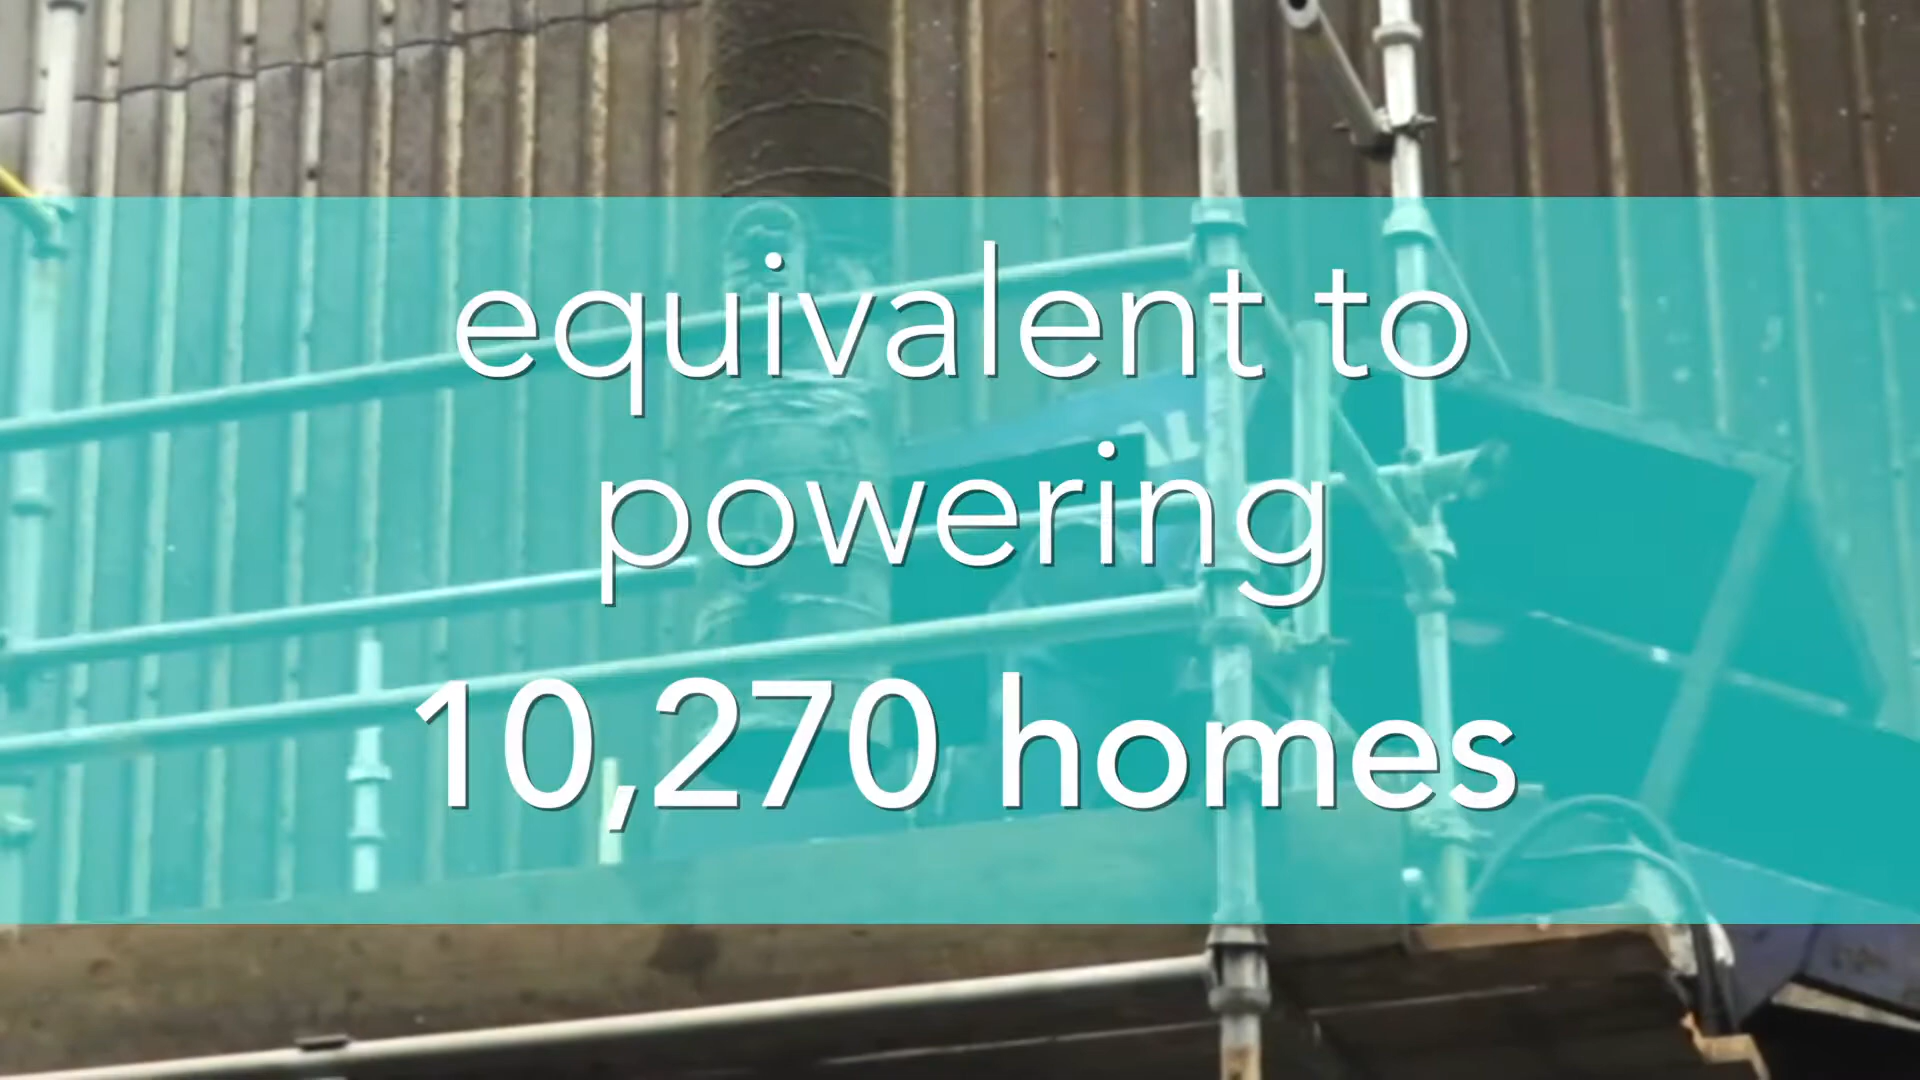 equivalent to
powering
10,270 homes